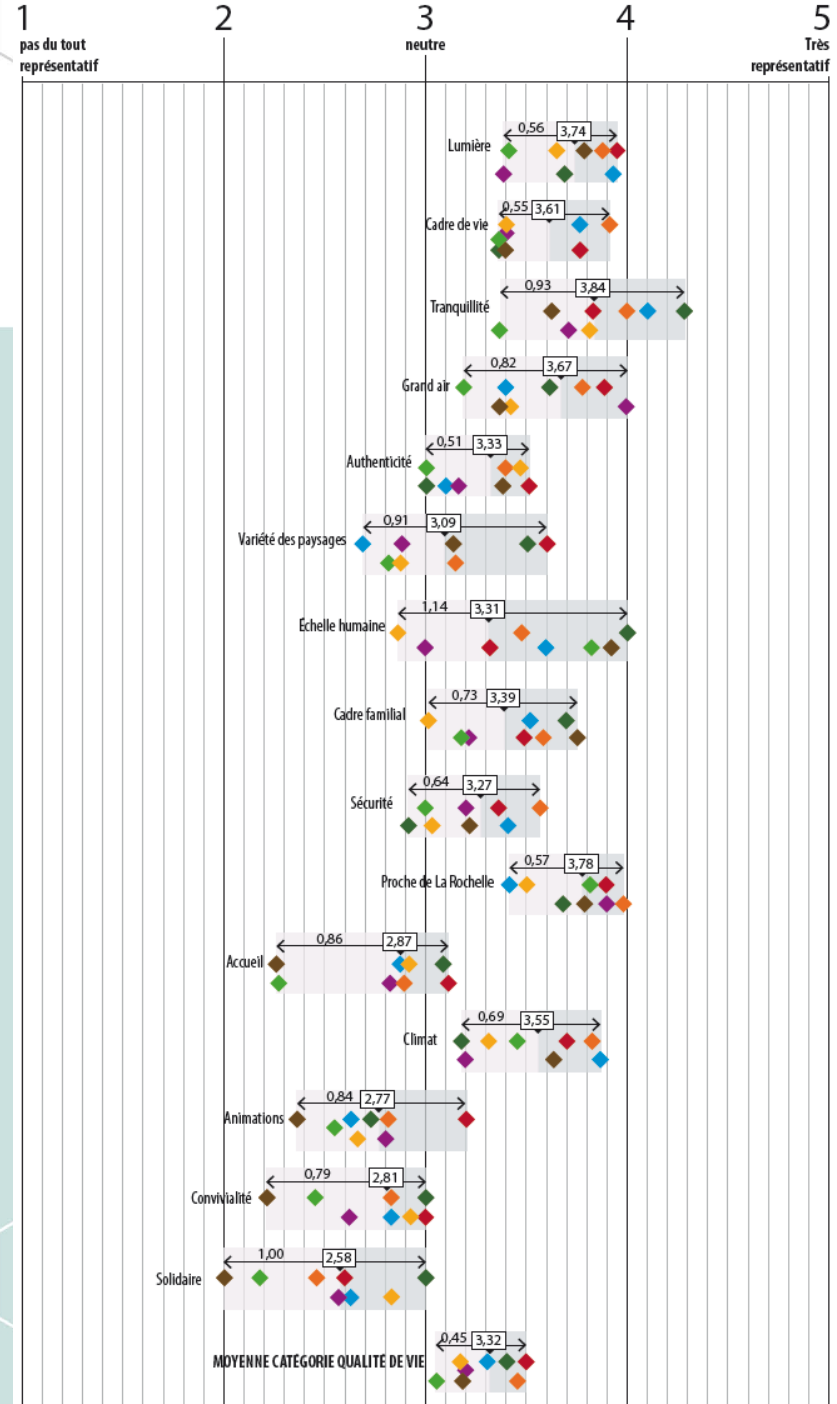 1 2 3 4 5
pas du tout neutre Très
représentatif représentatif
0,56 3,74
Lumière
0,55 3,61
Cadre de vie
0,93 3,84
Tranquillité
0,82 3,67
Grand air
0,51 3,33
Authenticité
0,91 3,09
Variété des paysages
1,14 3,31
Échelle humaine
0,73 3,39
Cadre familial
0,64 3,27
Sécurité
0,57 3,78
Proche de La Rochelle
0,86 2,87
Accueil
0,69 3,55
Climat
0,84 2,77
Animations
0,79 2,81
Convivialité
1,00 2,58
Solidaire
0,45 3,32
MOYENNE CATÉGORIE QUALITÉ DE VIE